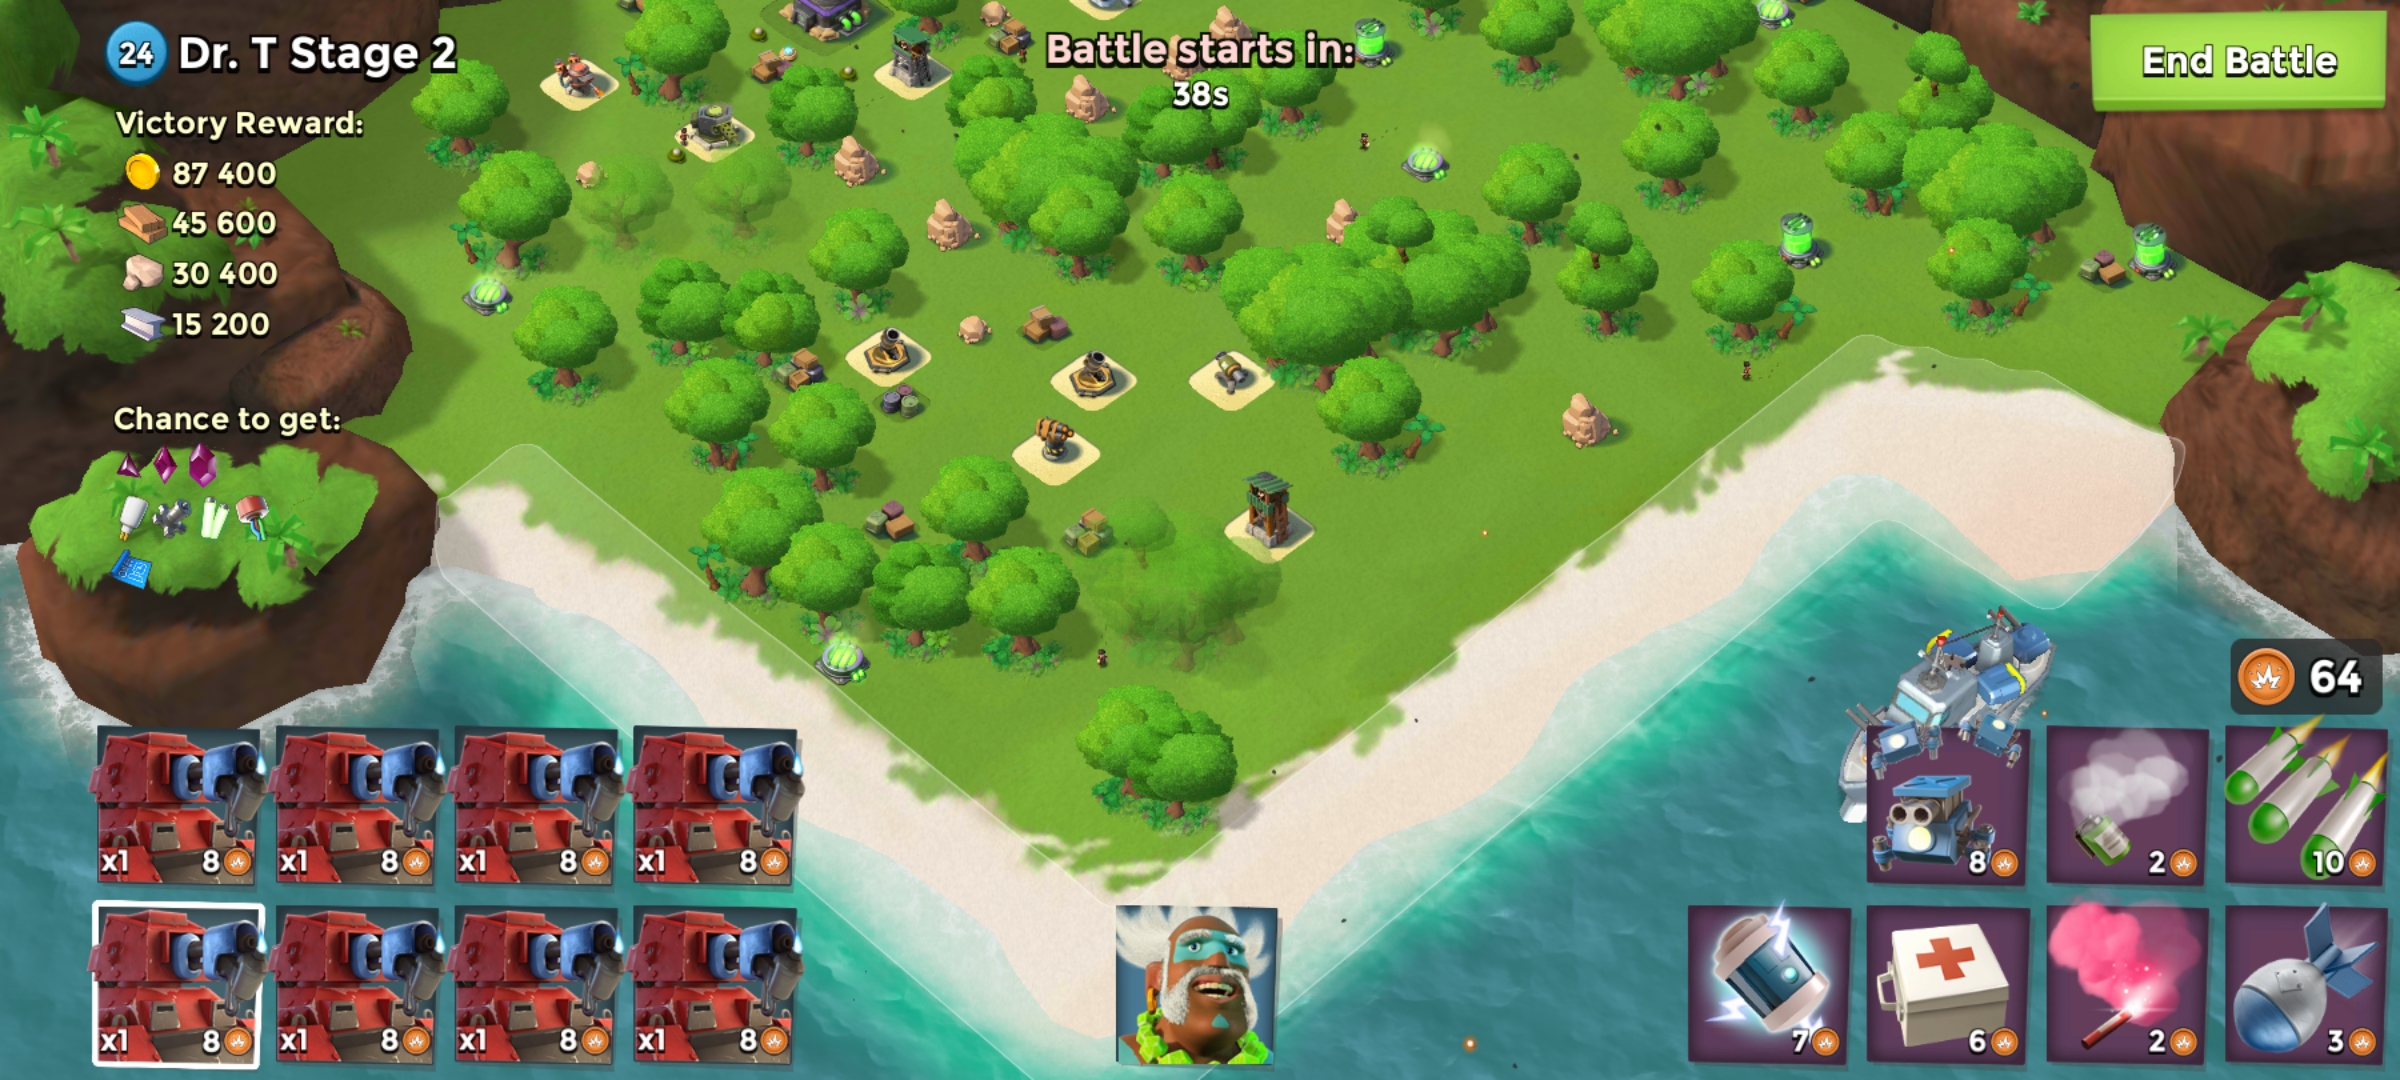 24 Dr. T Stage 2
Battle starts in:
38s
End Battle
Victory Reward:
87 400
45 600
30 400
15 200
Chance to get:
64
x1 8
x1 8
x1 8
x1 8
8
2
10
x1 8
x1 8
x1 8
x1 8
7
6
2
3